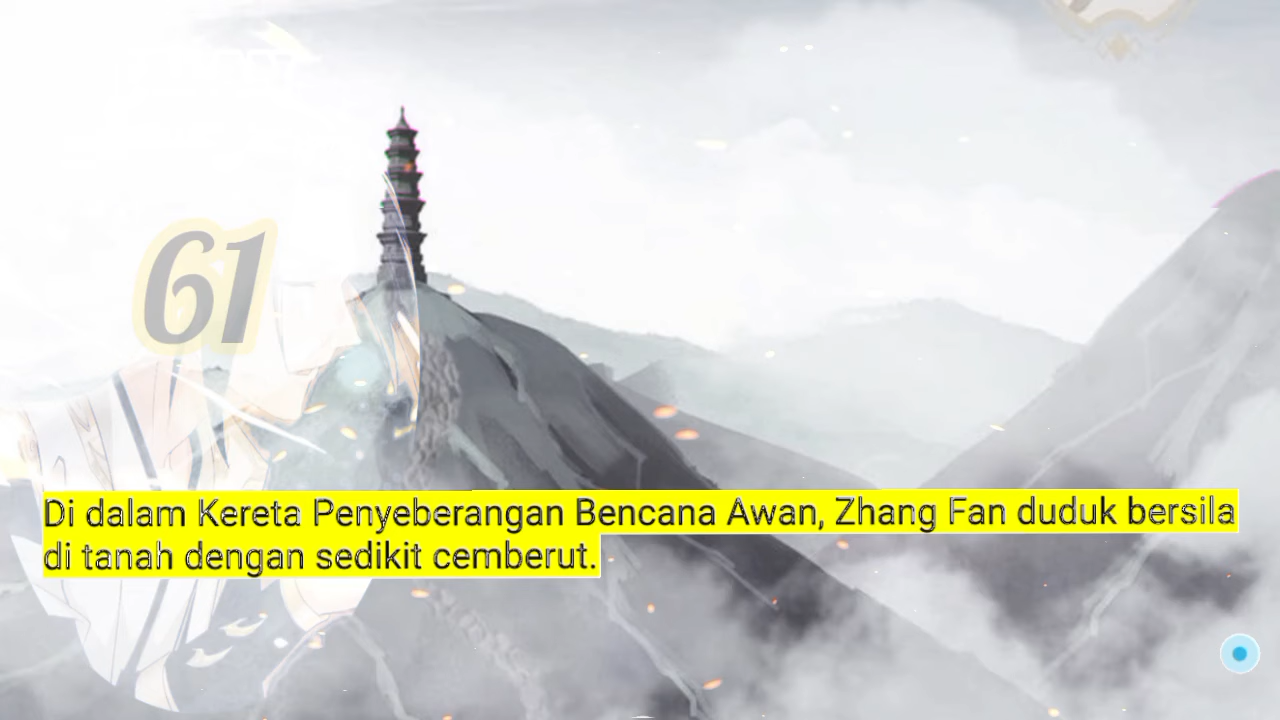 61
Di dalam Kereta Penyeberangan Bencana Awan, Zhang Fan duduk bersila
di tanah dengan sedikit cemberut.